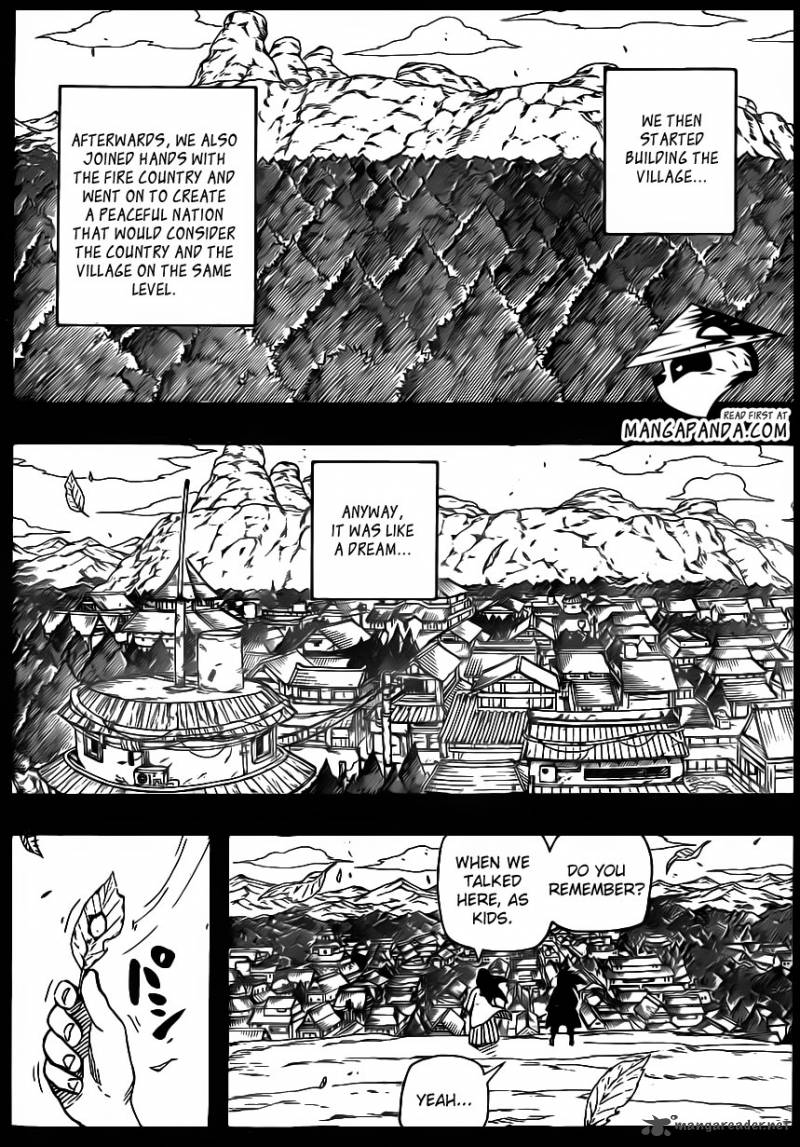 WE THEN
STARTED
BUILDING THE
VILLAGE...
AFTERWARDS, WE ALSO
JOINED HANDS WITH
THE FIRE COUNTRY AND
WENT ON TO CREATE
A PEACEFUL NATION
THAT WOULD CONSIDER
THE COUNTRY AND THE
VILLAGE ON THE SAME
LEVEL.
READ FIRST AT
MANGAPANDA.COM
ANYWAY,
IT WAS LIKE
A DREAM...
DO YOU
REMEMBER?
WHEN WE
TALKED
HERE, AS
KIDS.
YEAH...
mangareader.net